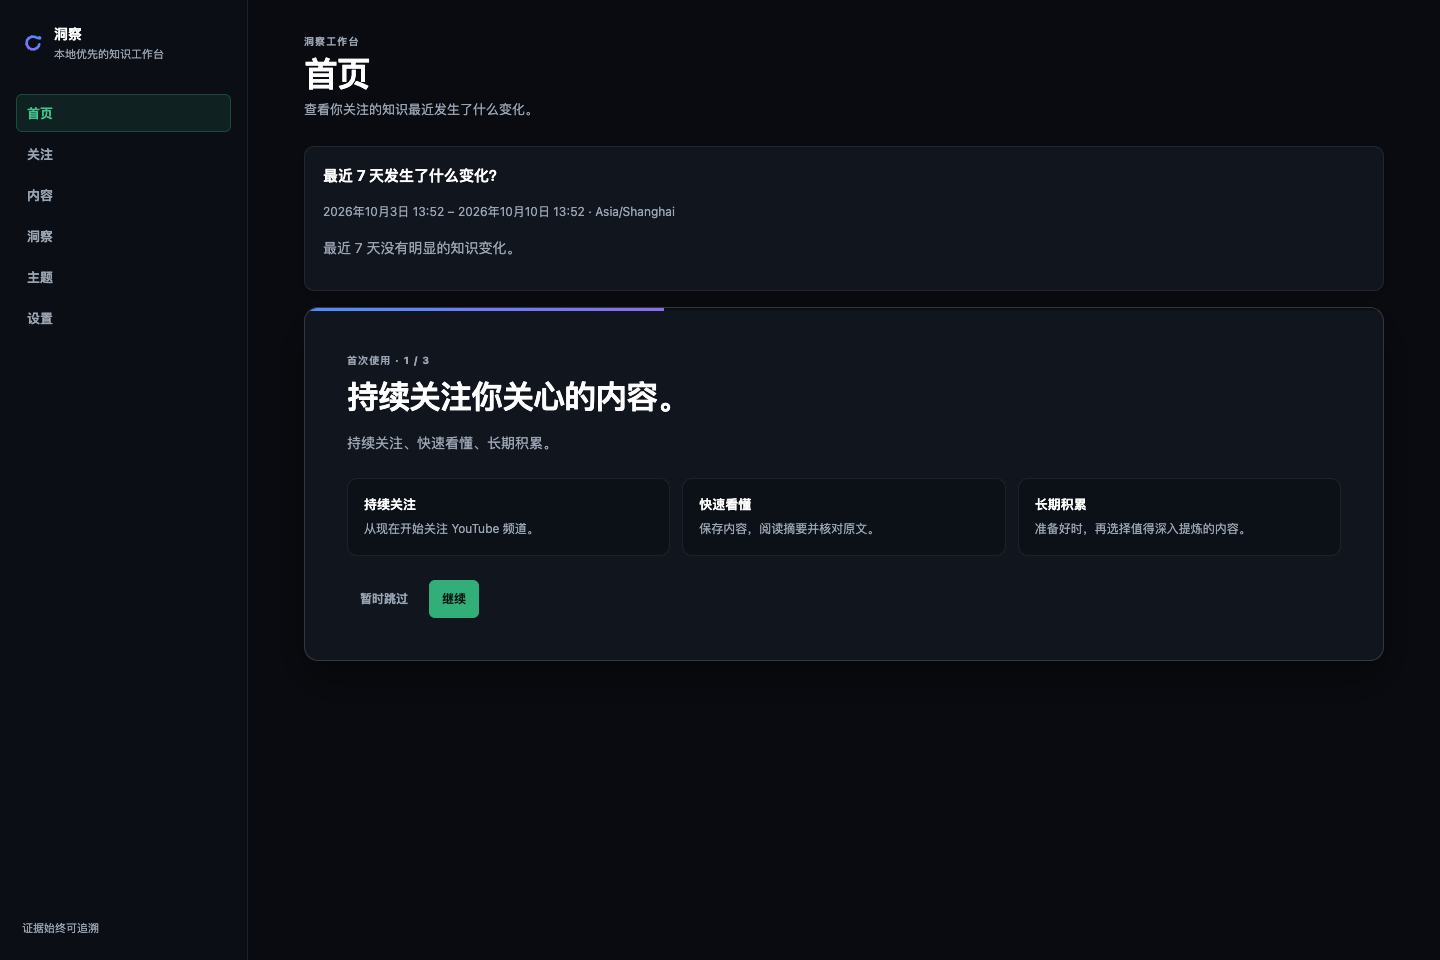 洞察
本地优先的知识工作台
首页
关注
内容
洞察
主题
设置
证据始终可追溯
洞察工作台
首页
查看你关注的知识最近发生了什么变化。
最近 7 天发生了什么变化?
2026年10月3日 13:52 – 2026年10月10日 13:52 · Asia/Shanghai
最近 7 天没有明显的知识变化。
首次使用 · 1 / 3
持续关注你关心的内容。
持续关注、快速看懂、长期积累。
持续关注
从现在开始关注 YouTube 频道。
快速看懂
保存内容，阅读摘要并核对原文。
长期积累
准备好时，再选择值得深入提炼的内容。
暂时跳过
继续